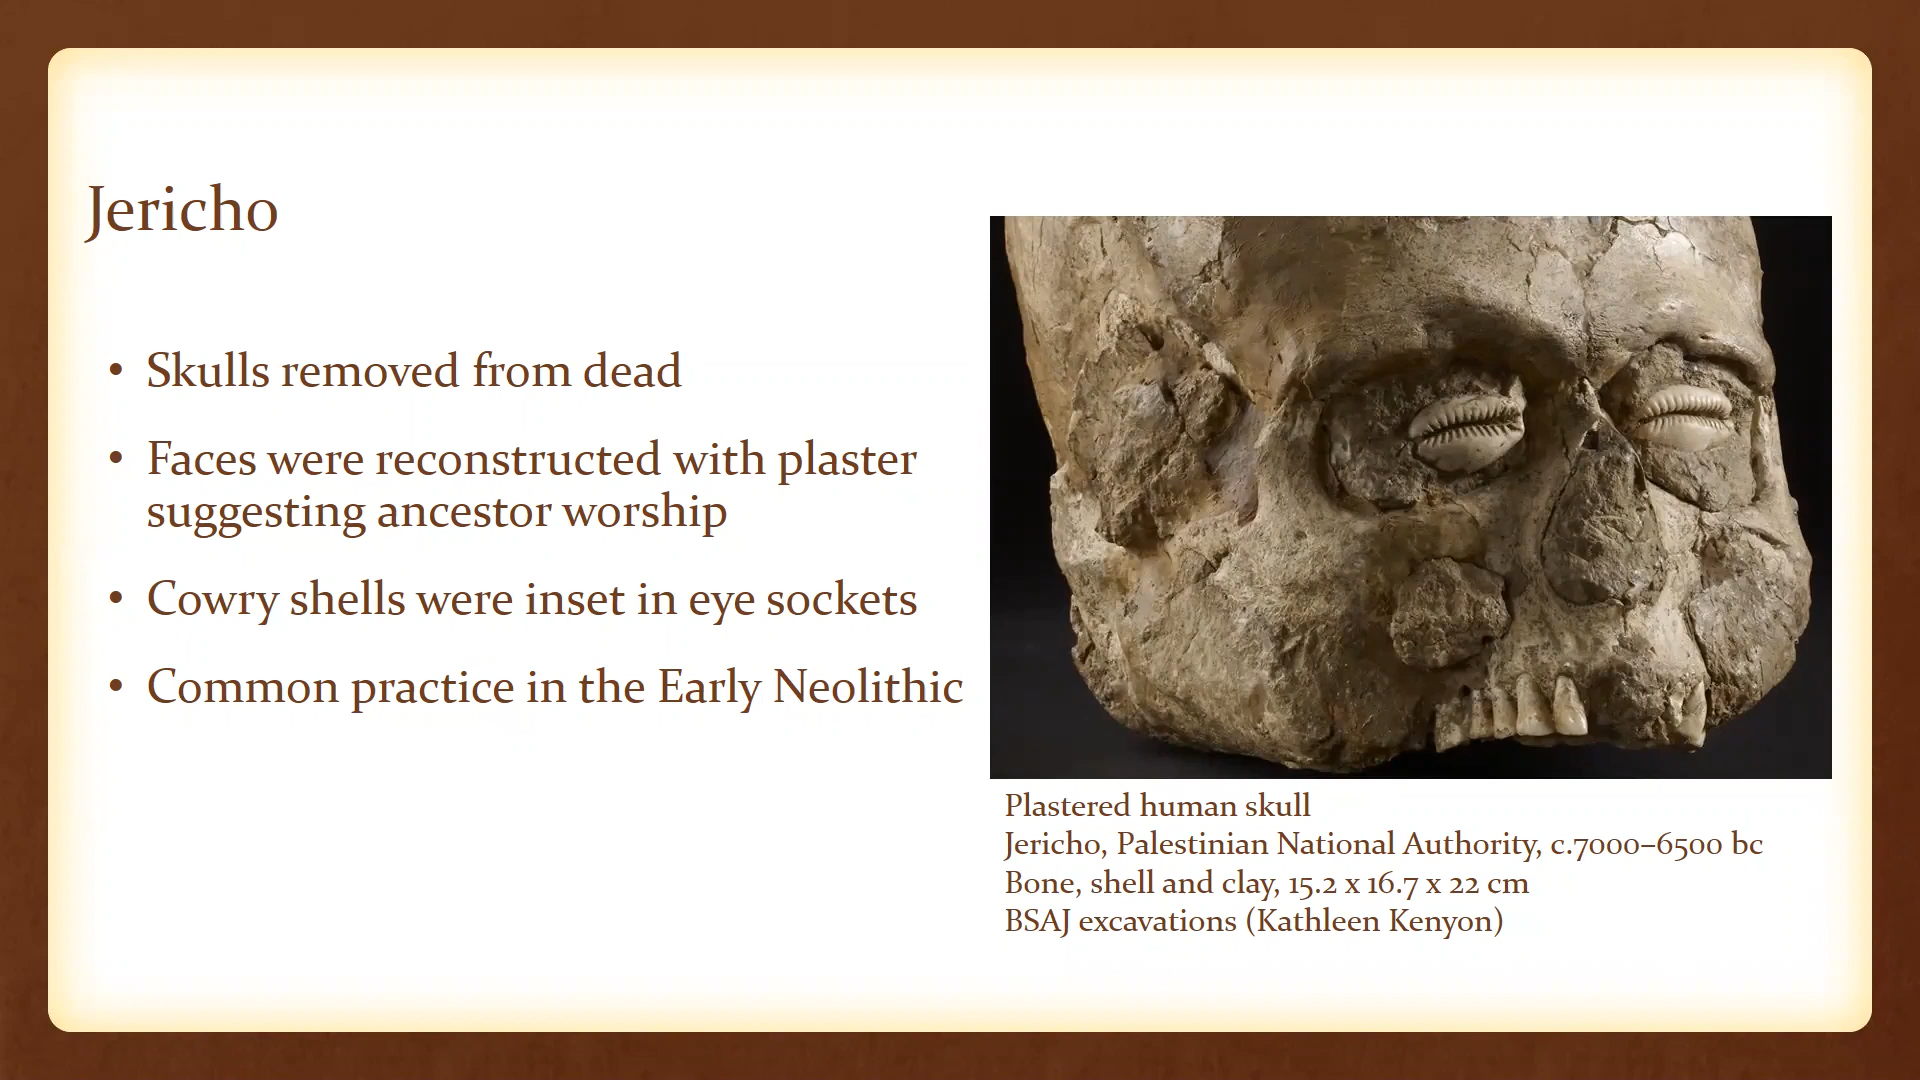 Jericho
• Skulls removed from dead
• Faces were reconstructed with plaster
suggesting ancestor worship
• Cowry shells were inset in eye sockets
• Common practice in the Early Neolithic
Plastered human skull
Jericho, Palestinian National Authority, c.7000–6500 bc
Bone, shell and clay, 15.2 x 16.7 x 22 cm
BSAJ excavations (Kathleen Kenyon)